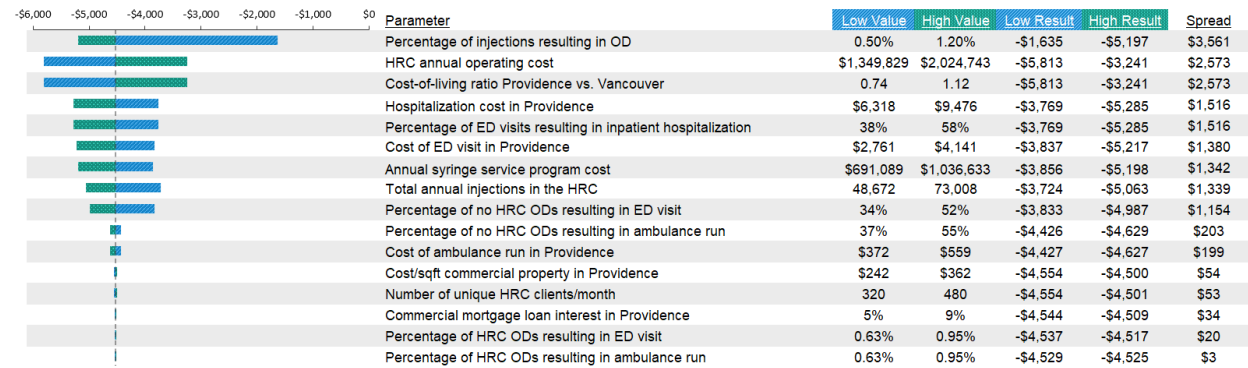 -$6,000 -$5,000 -$4,000 -$3,000 -$2,000 -$1,000 $0 Parameter Low Value High Value Low Result High Result Spread
Percentage of injections resulting in OD 0.50% 1.20% -$1,635 -$5,197 $3,561
HRC annual operating cost $1,349,829 $2,024,743 -$5,813 -$3,241 $2,573
Cost-of-living ratio Providence vs. Vancouver 0.74 1.12 -$5,813 -$3,241 $2,573
Hospitalization cost in Providence $6,318 $9,476 -$3,769 -$5,285 $1,516
Percentage of ED visits resulting in inpatient hospitalization 38% 58% -$3,769 -$5,285 $1,516
Cost of ED visit in Providence $2,761 $4,141 -$3,837 -$5,217 $1,380
Annual syringe service program cost $691,089 $1,036,633 -$3,856 -$5,198 $1,342
Total annual injections in the HRC 48,672 73,008 -$3,724 -$5,063 $1,339
Percentage of no HRC ODs resulting in ED visit 34% 52% -$3,833 -$4,987 $1,154
Percentage of no HRC ODs resulting in ambulance run 37% 55% -$4,426 -$4,629 $203
Cost of ambulance run in Providence $372 $559 -$4,427 -$4,627 $199
Cost/sqft commercial property in Providence $242 $362 -$4,554 -$4,500 $54
Number of unique HRC clients/month 320 480 -$4,554 -$4,501 $53
Commercial mortgage loan interest in Providence 5% 9% -$4,544 -$4,509 $34
Percentage of HRC ODs resulting in ED visit 0.63% 0.95% -$4,537 -$4,517 $20
Percentage of HRC ODs resulting in ambulance run 0.63% 0.95% -$4,529 -$4,525 $3